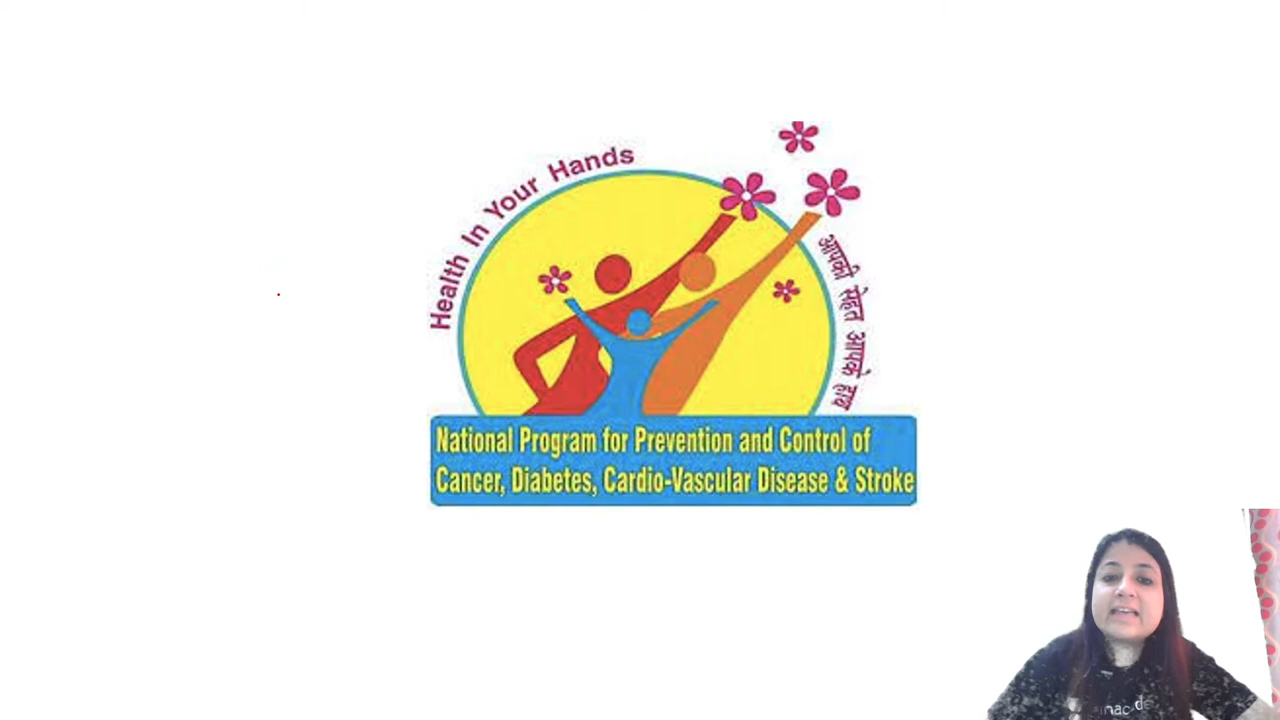 Health In Your Hands
आपकी सेहत आपके हाथ
National Program for Prevention and Control of
Cancer, Diabetes, Cardio-Vascular Disease & Stroke